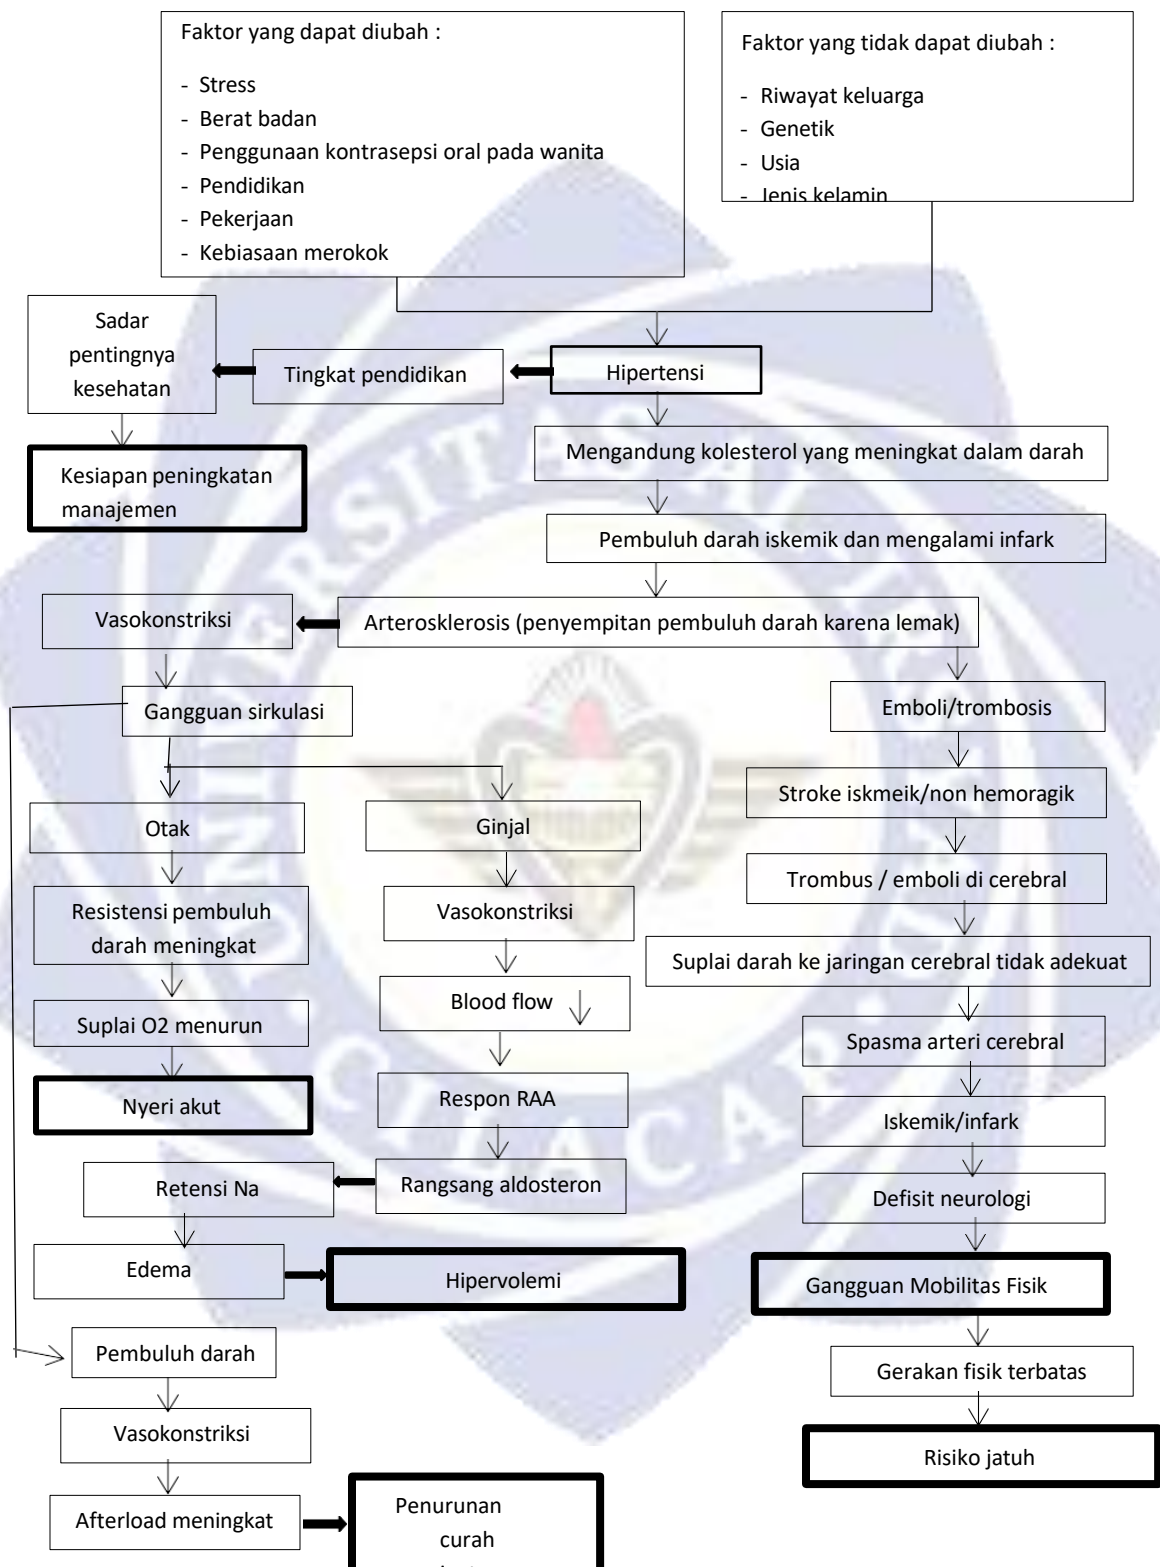 Faktor yang dapat diubah :
- Stress
- Berat badan
- Penggunaan kontrasepsi oral pada wanita
- Pendidikan
- Pekerjaan
- Kebiasaan merokok
Faktor yang tidak dapat diubah :
- Riwayat keluarga
- Genetik
- Usia
- Jenis kelamin
Sadar
pentingnya
kesehatan
Tingkat pendidikan
Hipertensi
Kesiapan peningkatan
manajemen
Mengandung kolesterol yang meningkat dalam darah
Pembuluh darah iskemik dan mengalami infark
Vasokonstriksi
Arterosklerosis (penyempitan pembuluh darah karena lemak)
Gangguan sirkulasi
Emboli/trombosis
Otak
Ginjal
Stroke iskmeik/non hemoragik
Resistensi pembuluh
darah meningkat
Vasokonstriksi
Trombus / emboli di cerebral
Suplai O2 menurun
Blood flow
Suplai darah ke jaringan cerebral tidak adekuat
Nyeri akut
Respon RAA
Spasma arteri cerebral
Iskemik/infark
Retensi Na
Rangsang aldosteron
Defisit neurologi
Edema
Hipervolemi
Gangguan Mobilitas Fisik
Pembuluh darah
Gerakan fisik terbatas
Vasokonstriksi
Risiko jatuh
Afterload meningkat
Penurunan
curah
UNIVERSITAS AL-IRSYAD
CILACAP